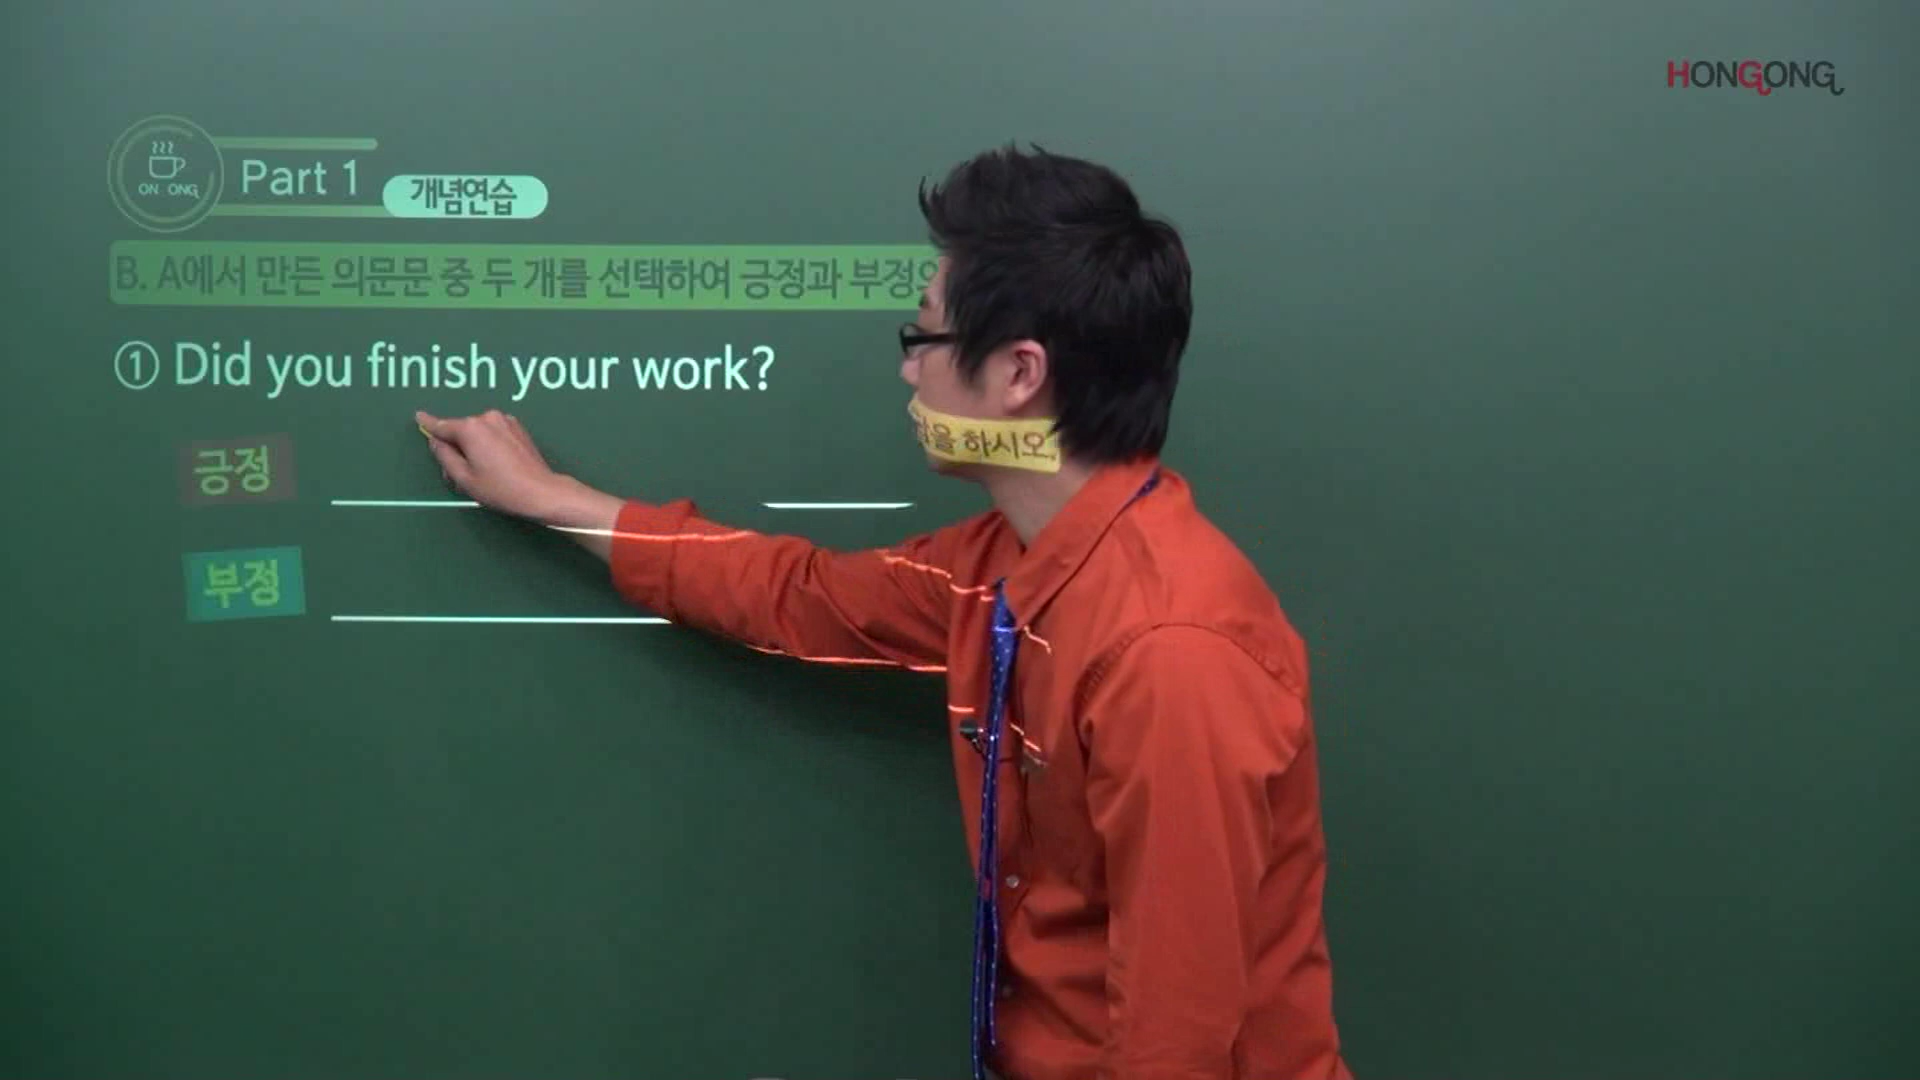 HONGONG
ON ONG
Part 1
개념연습
B. A에서 만든 의문문 중 두 개를 선택하여 긍정과 부정의
을 하시오.
① Did you finish your work?
긍정
부정